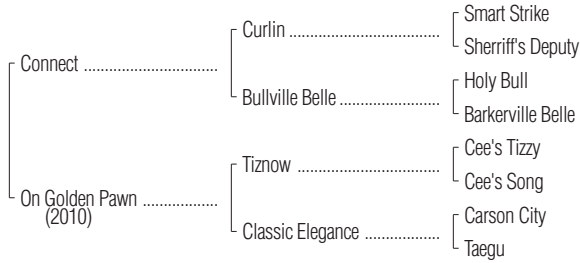 Smart Strike
Curlin
Sherriff's Deputy
Connect
Holy Bull
Bullville Belle
Barkerville Belle
Cee's Tizzy
Tiznow
Cee's Song
On Golden Pawn
(2010)
Carson City
Classic Elegance
Taegu